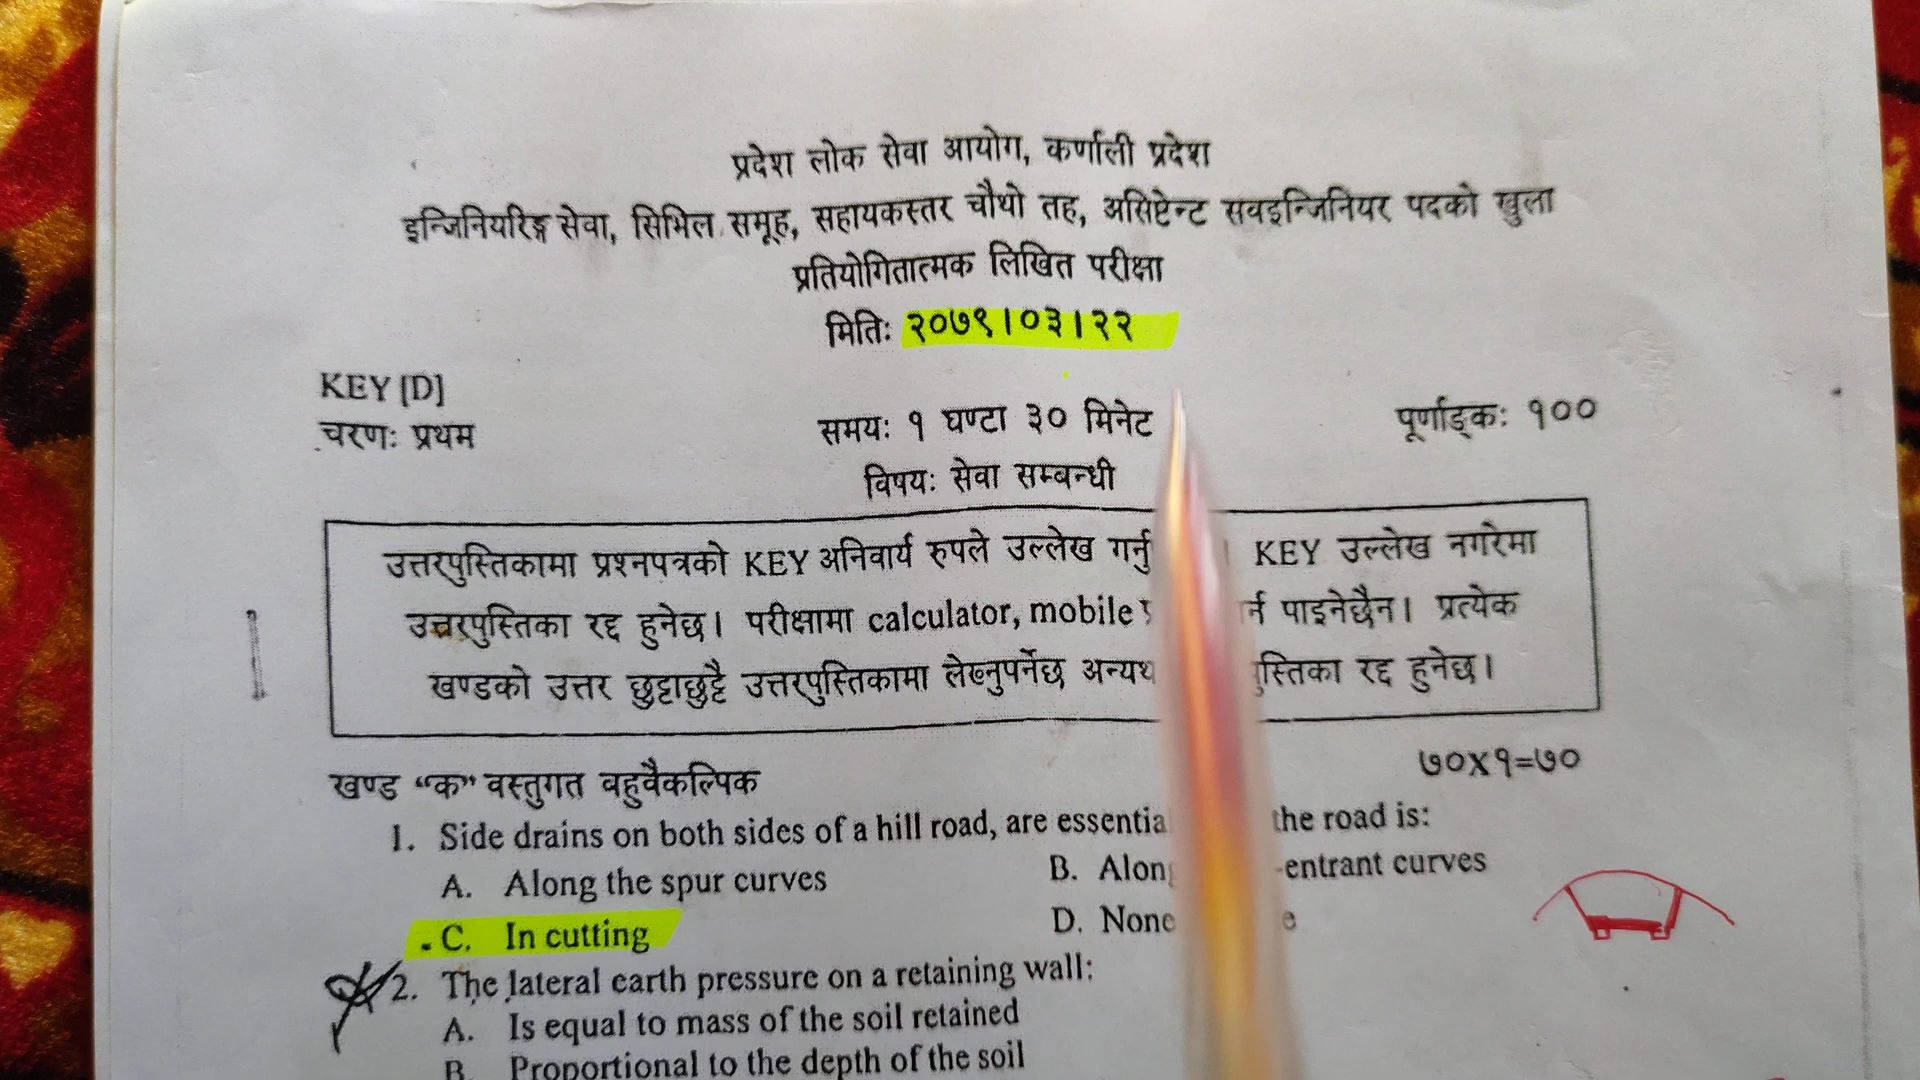 प्रदेश लोक सेवा आयोग, कर्णाली प्रदेश
इन्जिनियरिङ्ग सेवा, सिभिल समूह, सहायकस्तर चौथो तह, असिष्टेन्ट सवइन्जिनियर पदको खुला
प्रतियोगितात्मक लिखित परीक्षा
मितिः २०७९।०३।२२
KEY [D]
चरणः प्रथम
समयः १ घण्टा ३० मिनेट
पूर्णाङ्कः १००
विषयः सेवा सम्बन्धी
उत्तरपुस्तिकामा प्रश्नपत्रको KEY अनिवार्य रुपले उल्लेख गर्नु । KEY उल्लेख नगरेमा
उत्तरपुस्तिका रद्द हुनेछ। परीक्षामा calculator, mobile पाइनेछैन। प्रत्येक
खण्डको उत्तर छुट्टाछुट्टै उत्तरपुस्तिकामा लेख्नुपर्नेछ रद्द हुनेछ।
खण्ड “क” वस्तुगत बहुवैकल्पिक
७०X१=७०
1. Side drains on both sides of a hill road, are the road is:
A. Along the spur curves
B. -entrant curves
C. In cutting
D. None
2. The lateral earth pressure on a retaining wall:
A. Is equal to mass of the soil retained
B. Proportional to the depth of the soil